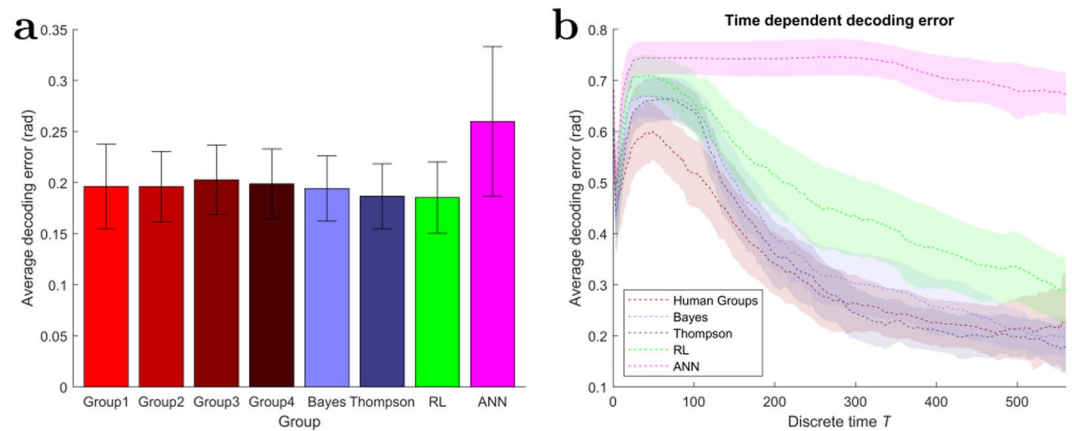 a
0.35
0.3
0.25
0.2
0.15
0.1
0.05
0
Average decoding error (rad)
Group1 Group2 Group3 Group4 Bayes Thompson RL ANN
Group
b
Time dependent decoding error
0.8
0.7
0.6
0.5
0.4
0.3
0.2
0.1
Average decoding error (rad)
Human Groups
Bayes
Thompson
RL
ANN
0 100 200 300 400 500
Discrete time T